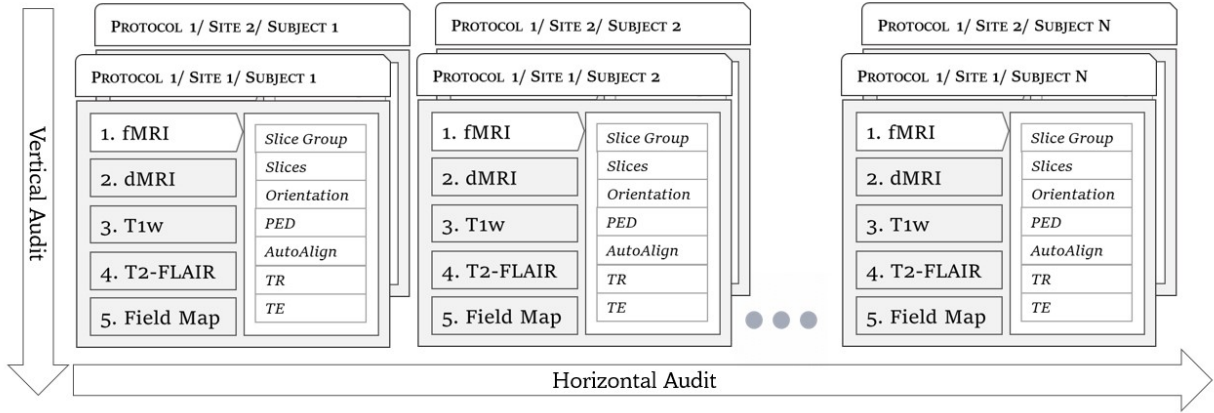 Protocol 1/ Site 2/ Subject 1
Protocol 1/ Site 2/ Subject 2
Protocol 1/ Site 2/ Subject N
Protocol 1/ Site 1/ Subject 1
Protocol 1/ Site 1/ Subject 2
Protocol 1/ Site 1/ Subject N
Vertical Audit
1. fMRI
2. dMRI
3. T1w
4. T2-FLAIR
5. Field Map
Slice Group
Slices
Orientation
PED
AutoAlign
TR
TE
1. fMRI
2. dMRI
3. T1w
4. T2-FLAIR
5. Field Map
Slice Group
Slices
Orientation
PED
AutoAlign
TR
TE
1. fMRI
2. dMRI
3. T1w
4. T2-FLAIR
5. Field Map
Slice Group
Slices
Orientation
PED
AutoAlign
TR
TE
Horizontal Audit